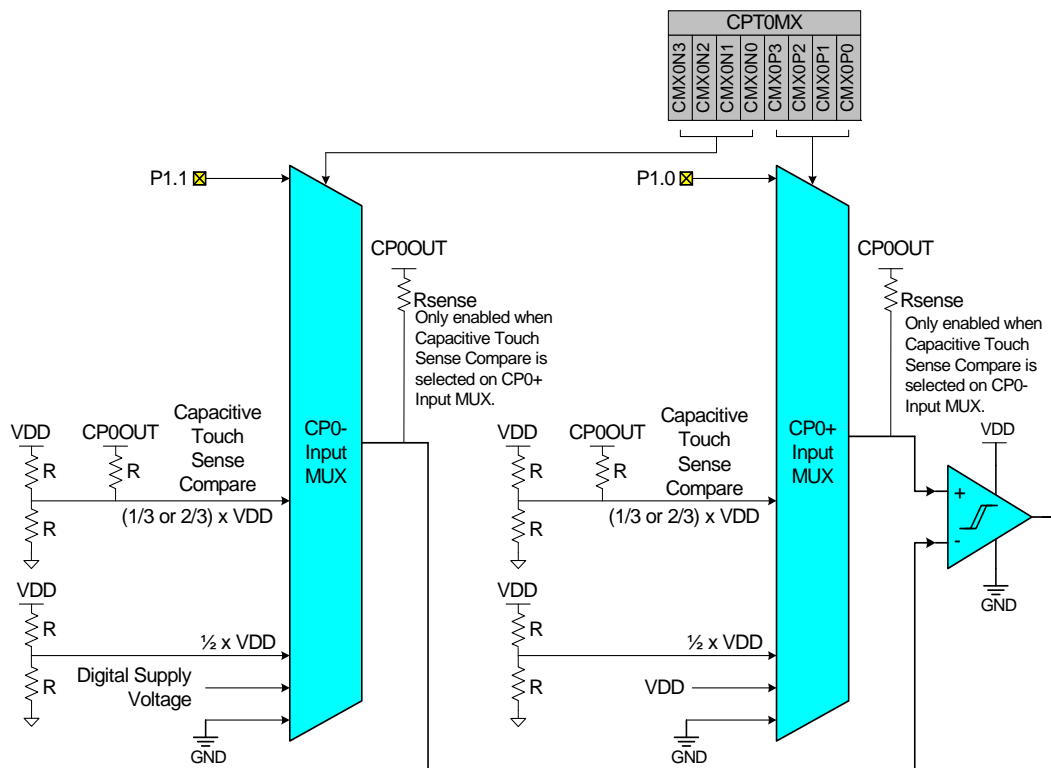 CPT0MX
CMX0N3
CMX0N2
CMX0N1
CMX0N0
CMX0P3
CMX0P2
CMX0P1
CMX0P0
P1.1
P1.0
CP0OUT
Rsense
Only enabled when
Capacitive Touch
Sense Compare is
selected on CP0+
Input MUX.
CP0OUT
Rsense
Only enabled when
Capacitive Touch
Sense Compare is
selected on CP0-
Input MUX.
VDD
CP0OUT
R
R
R
Capacitive
Touch
Sense
Compare
(1/3 or 2/3) x VDD
CP0-
Input
MUX
VDD
CP0OUT
R
R
R
Capacitive
Touch
Sense
Compare
(1/3 or 2/3) x VDD
CP0+
Input
MUX
VDD
+
-
GND
VDD
R
R
½ x VDD
Digital Supply
Voltage
GND
VDD
R
R
½ x VDD
VDD
GND